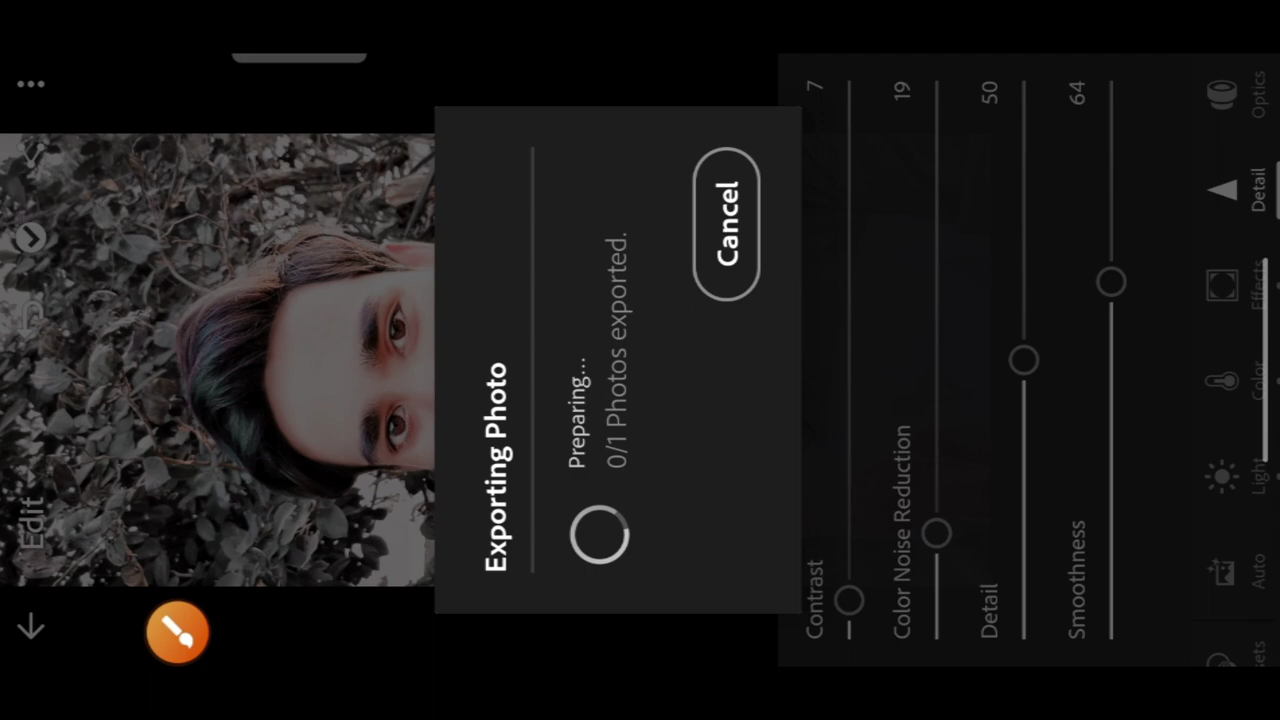 Edit
Exporting Photo
Preparing...
0/1 Photos exported.
Cancel
Contrast 7
Color Noise Reduction 19
Detail 50
Smoothness 64
sets
Auto
Light
Color
Effects
Detail
Optics